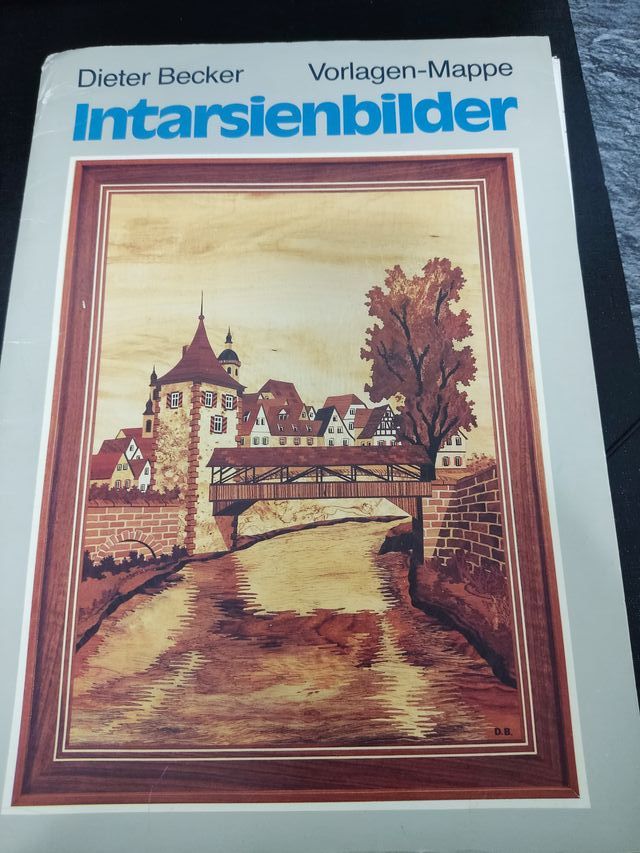 Dieter Becker Vorlagen-Mappe
Intarsienbilder
D.B.